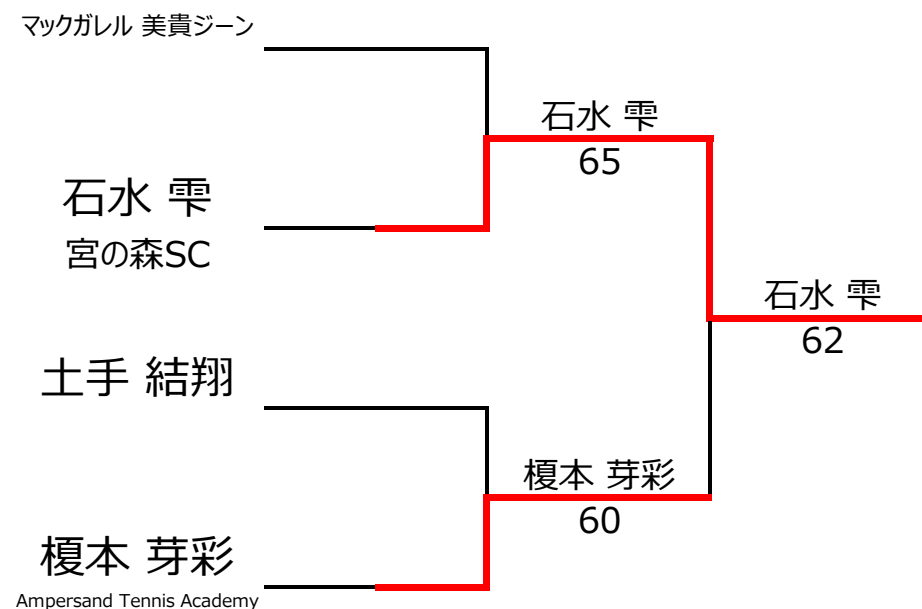 マックガレル 美貴ジーン
石水 雫
65
石水 雫
宮の森SC
石水 雫
62
土手 結翔
榎本 芽彩
60
榎本 芽彩
Ampersand Tennis Academy